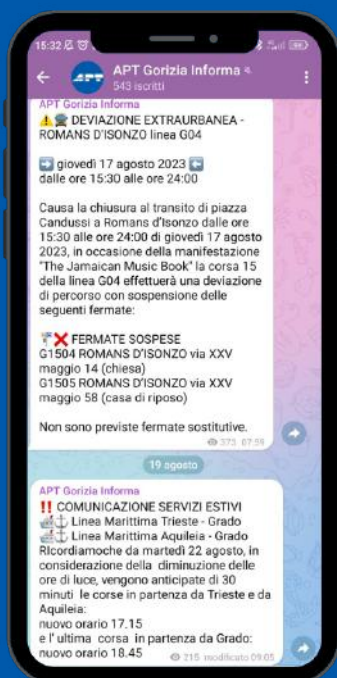 15:32
APT
APT Gorizia Informa
543 iscritti
APT Gorizia Informa
DEVIAZIONE EXTRAURBANEA -
ROMANS D'ISONZO linea G04
giovedì 17 agosto 2023
dalle ore 15:30 alle ore 24:00
Causa la chiusura al transito di piazza
Candussi a Romans d'Isonzo dalle ore
15:30 alle ore 24:00 di giovedì 17 agosto
2023, in occasione della manifestazione
"The Jamaican Music Book" la corsa 15
della linea G04 effettuerà una deviazione
di percorso con sospensione delle
seguenti fermate:
FERMATE SOSPESE
G1504 ROMANS D'ISONZO via XXV
maggio 14 (chiesa)
G1505 ROMANS D'ISONZO via XXV
maggio 58 (casa di riposo)
Non sono previste fermate sostitutive.
373 07:59
19 agosto
APT Gorizia Informa
!! COMUNICAZIONE SERVIZI ESTIVI
Linea Marittima Trieste - Grado
Linea Marittima Aquileia - Grado
RIcordiamoche da martedì 22 agosto, in
considerazione della diminuzione delle
ore di luce, vengono anticipate di 30
minuti le corse in partenza da Trieste e da
Aquileia:
nuovo orario 17.15
e l' ultima corsa in partenza da Grado:
nuovo orario 18.45
215 modificato 09:05